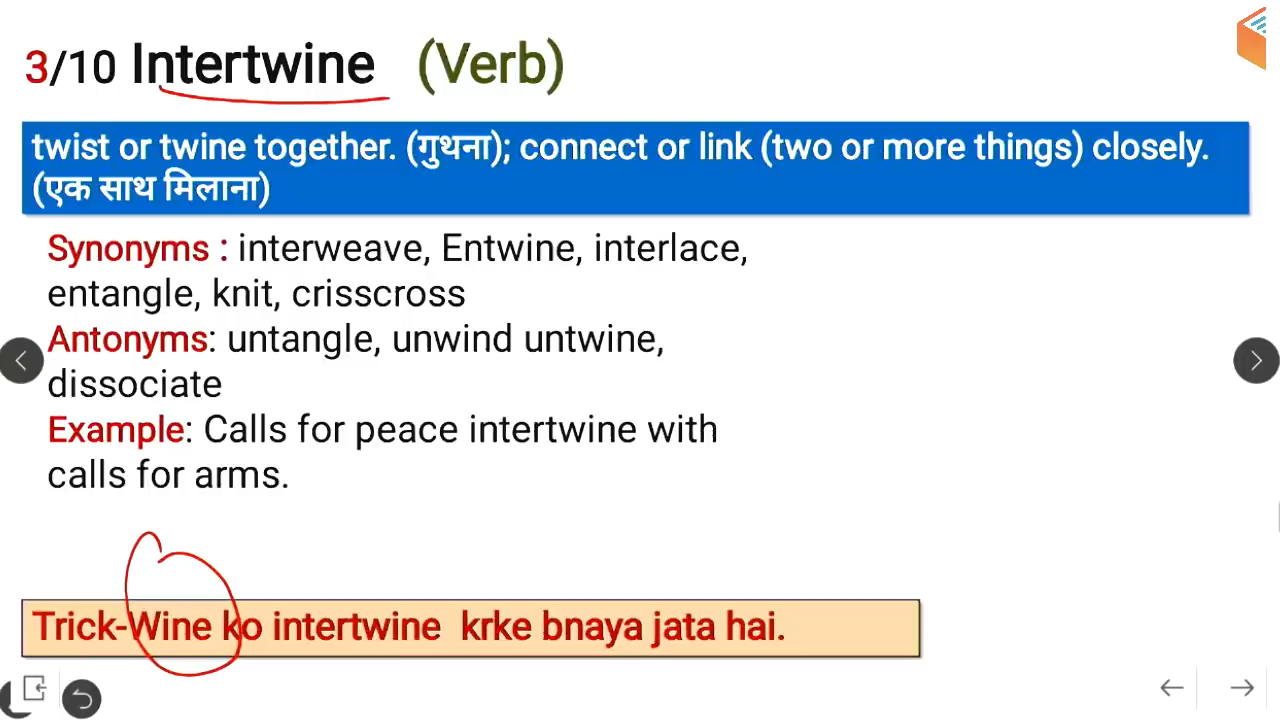 3/10 Intertwine (Verb)
twist or twine together. (गुथना); connect or link (two or more things) closely.
(एक साथ मिलाना)
Synonyms : interweave, Entwine, interlace,
entangle, knit, crisscross
Antonyms: untangle, unwind untwine,
dissociate
Example: Calls for peace intertwine with
calls for arms.
Trick-Wine ko intertwine krke bnaya jata hai.